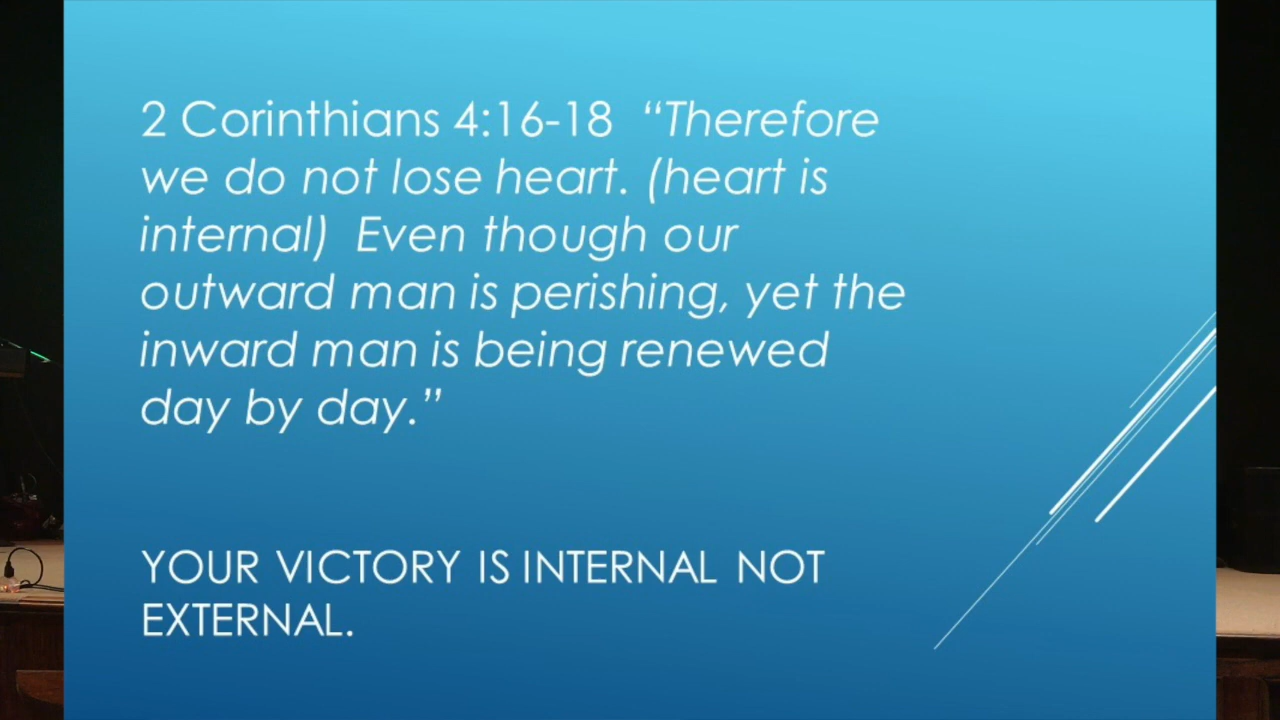 2 Corinthians 4:16-18 “Therefore
we do not lose heart. (heart is
internal) Even though our
outward man is perishing, yet the
inward man is being renewed
day by day.”
YOUR VICTORY IS INTERNAL NOT
EXTERNAL.